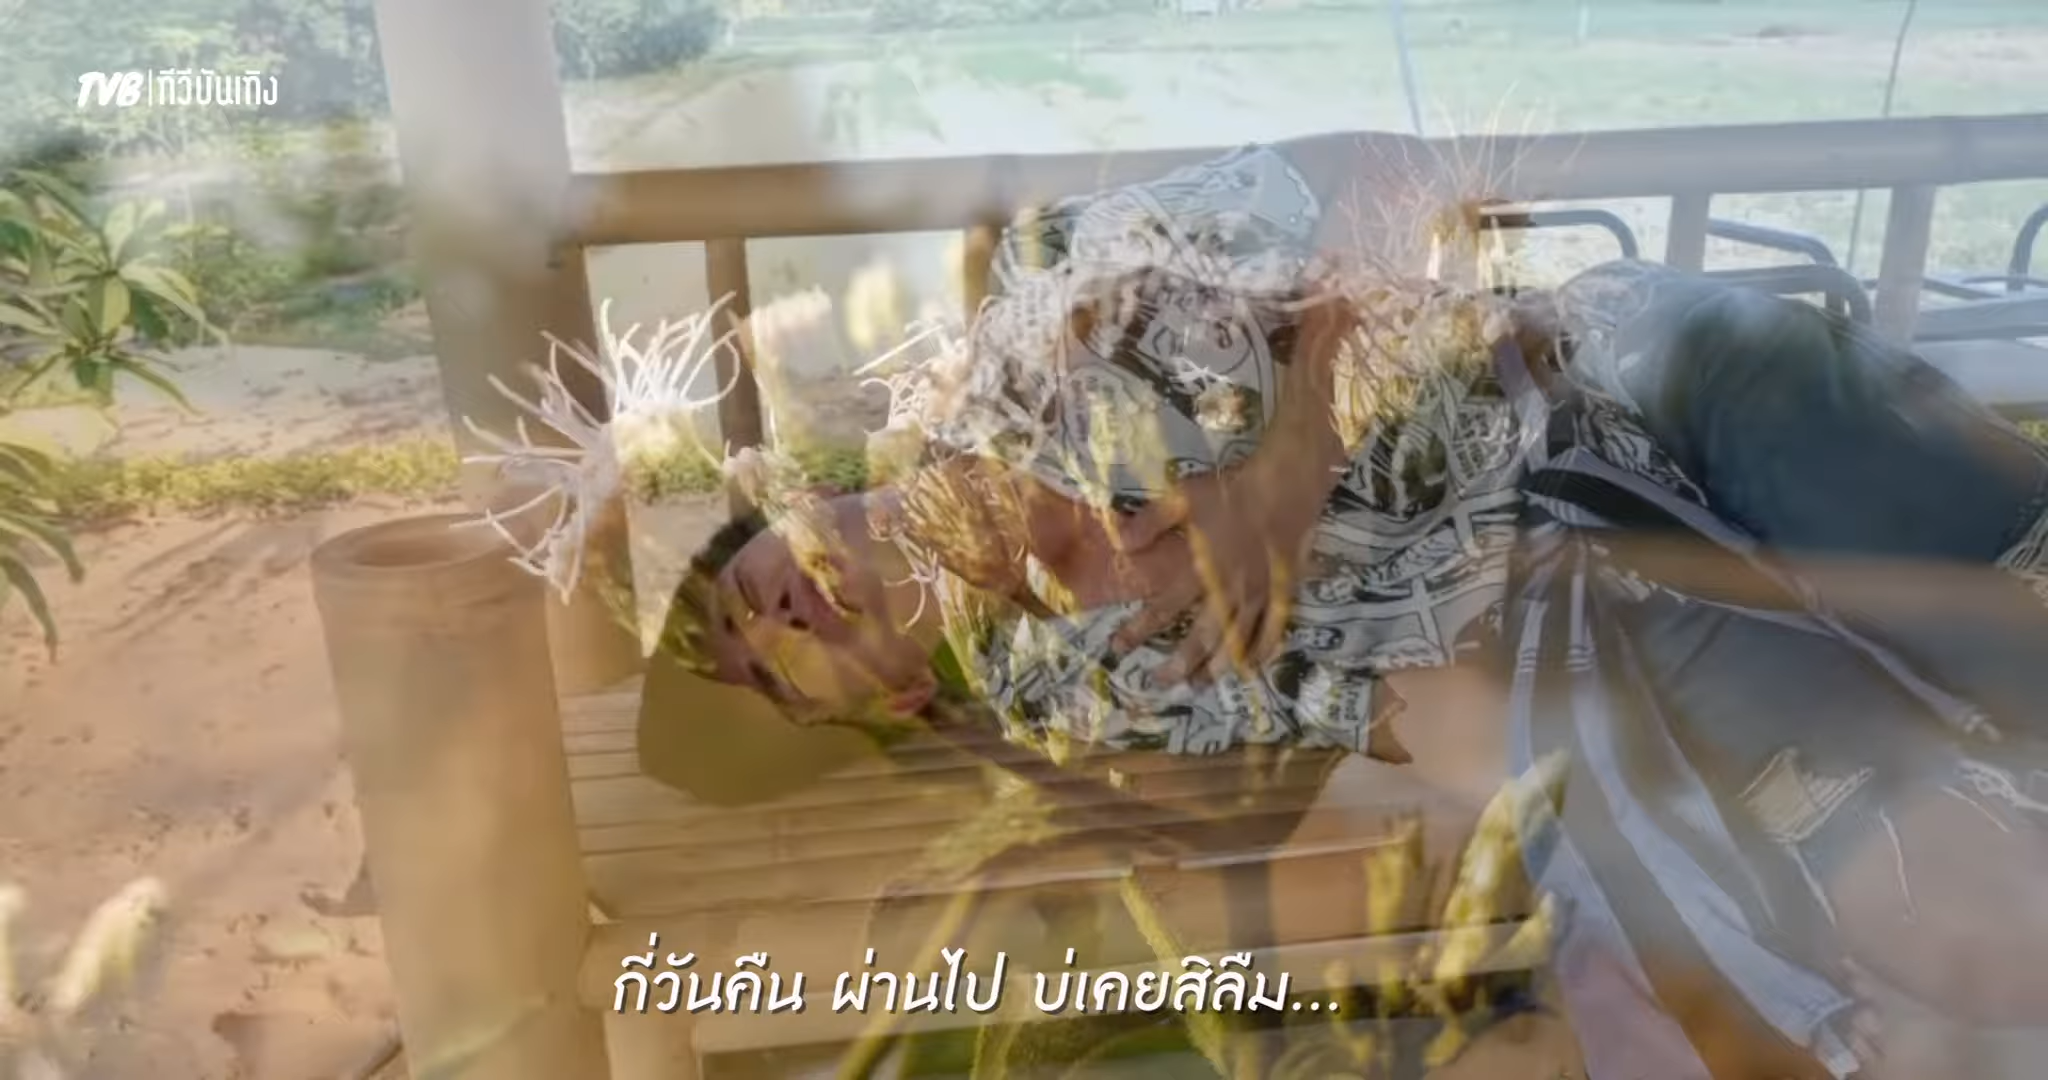 TVB|ทีวีบันเทิง
กี่วันคืน ผ่านไป บ่เคยสิลืม...